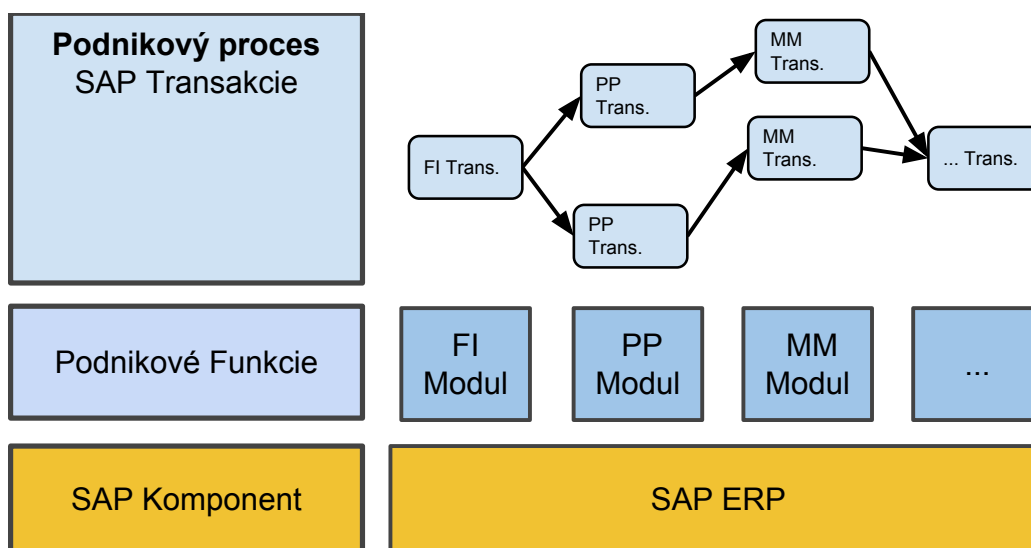 Podnikový proces
SAP Transakcie
MM
Trans.
PP
Trans.
MM
Trans.
FI Trans.
... Trans.
PP
Trans.
Podnikové Funkcie
FI
Modul
PP
Modul
MM
Modul
...
SAP Komponent
SAP ERP